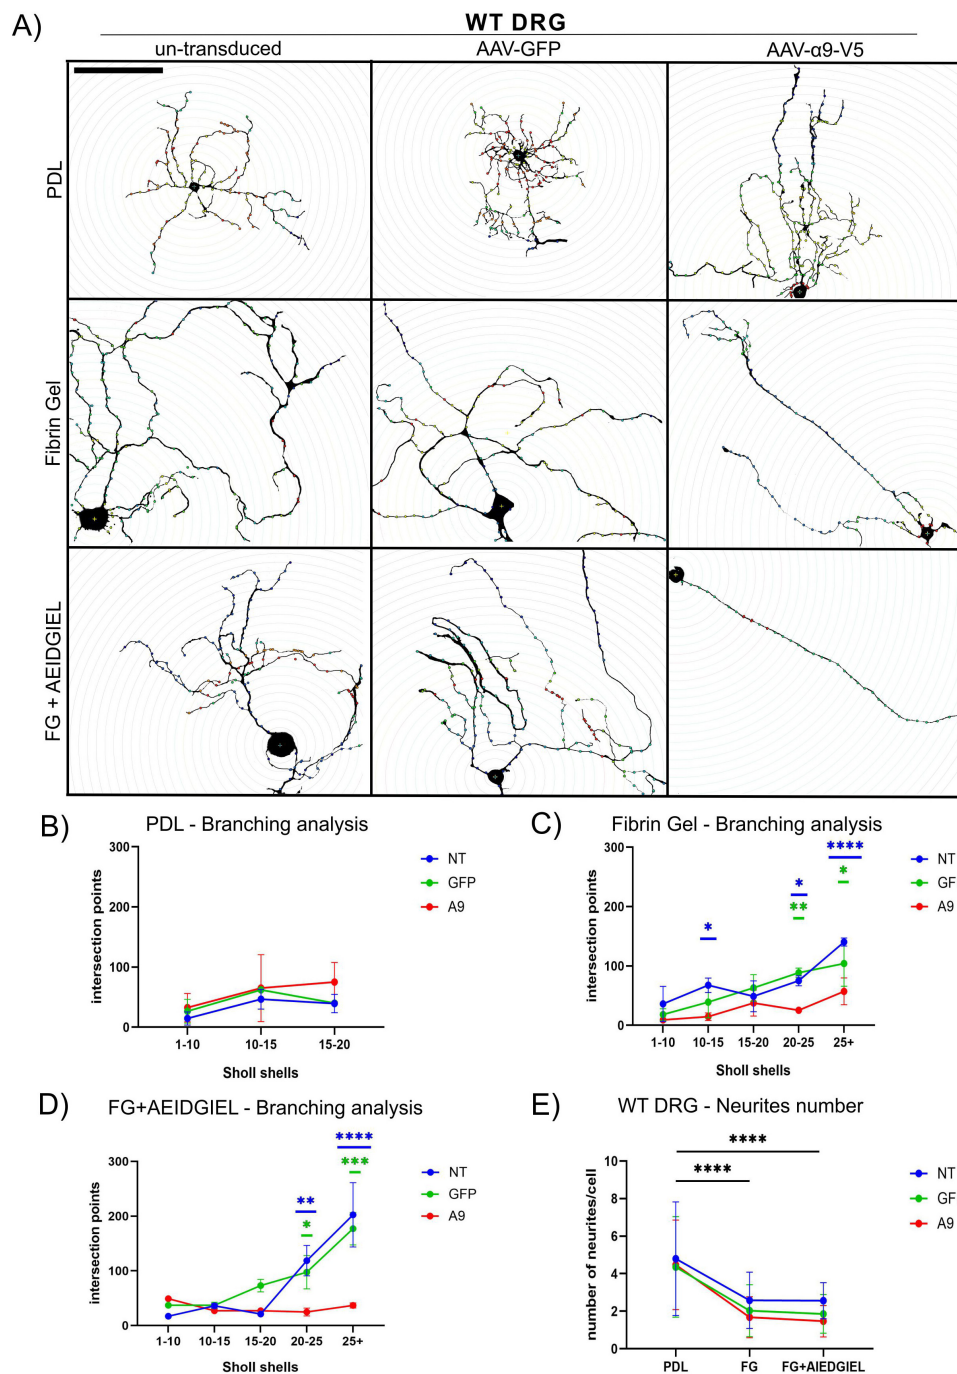 A)
WT DRG
un-transduced AAV-GFP AAV-α9-V5
PDL
Fibrin Gel
FG + AEIDGIEL
B)
PDL - Branching analysis
intersection points
300
200
100
0
1-10 10-15 15-20
Sholl shells
NT
GFP
A9
C)
Fibrin Gel - Branching analysis
intersection points
300
200
100
0
1-10 10-15 15-20 20-25 25+
Sholl shells
*
*
**
****
*
NT
GF
A9
D)
FG+AEIDGIEL - Branching analysis
intersection points
300
200
100
0
1-10 10-15 15-20 20-25 25+
Sholl shells
**
*
****
***
NT
GFP
A9
E)
WT DRG - Neurites number
number of neurites/cell
10
8
6
4
2
0
PDL FG FG+AIEDGIEL
****
****
NT
GF
A9